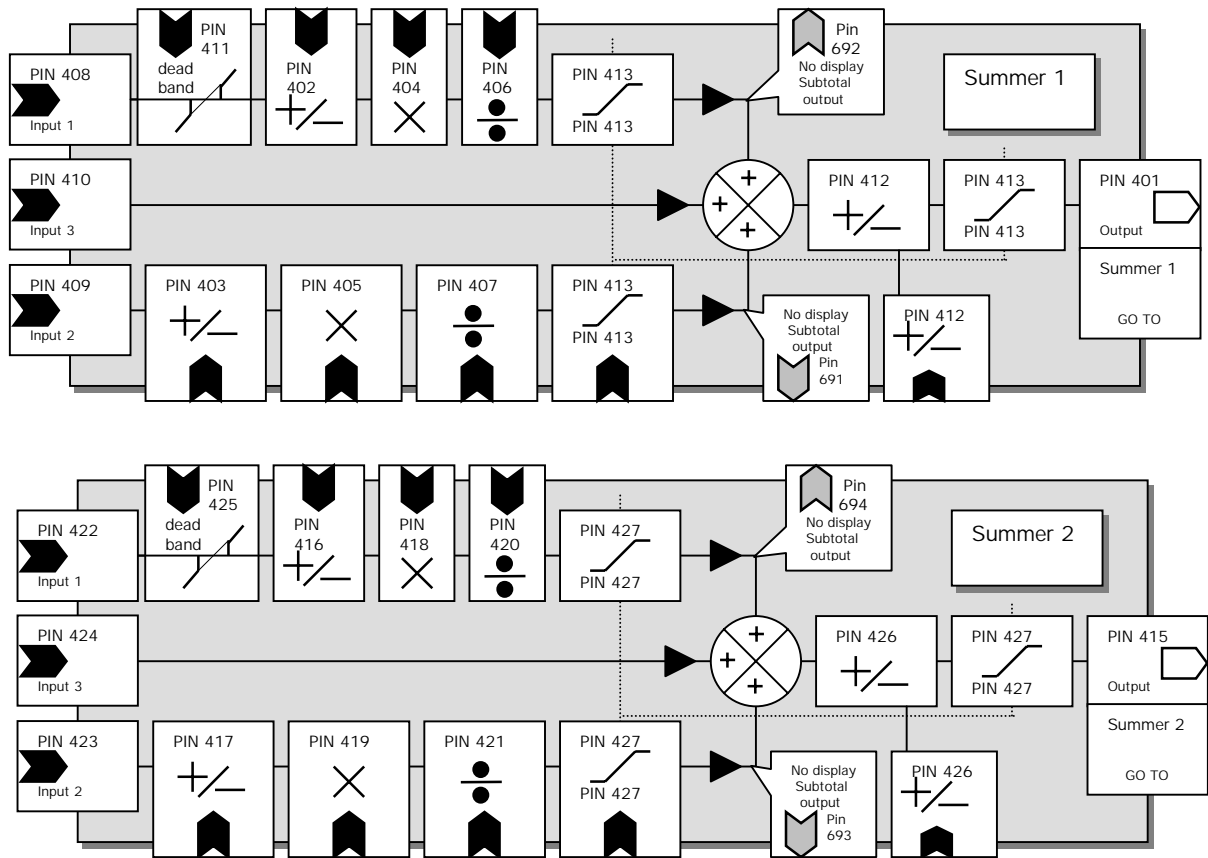 PIN
411
dead
band
PIN
402
PIN
404
PIN
406
PIN 413
PIN 413
Pin
692
No display
Subtotal
output
Summer 1
PIN 408
Input 1
PIN 410
Input 3
PIN 412
PIN 413
PIN 413
PIN 401
Output
Summer 1
GO TO
PIN 409
Input 2
PIN 403
PIN 405
PIN 407
PIN 413
PIN 413
No display
Subtotal
output
Pin
691
PIN 412
PIN
425
dead
band
PIN
416
PIN
418
PIN
420
PIN 427
PIN 427
Pin
694
No display
Subtotal
output
Summer 2
PIN 422
Input 1
PIN 424
Input 3
PIN 426
PIN 427
PIN 427
PIN 415
Output
Summer 2
GO TO
PIN 423
Input 2
PIN 417
PIN 419
PIN 421
PIN 427
PIN 427
No display
Subtotal
output
Pin
693
PIN 426